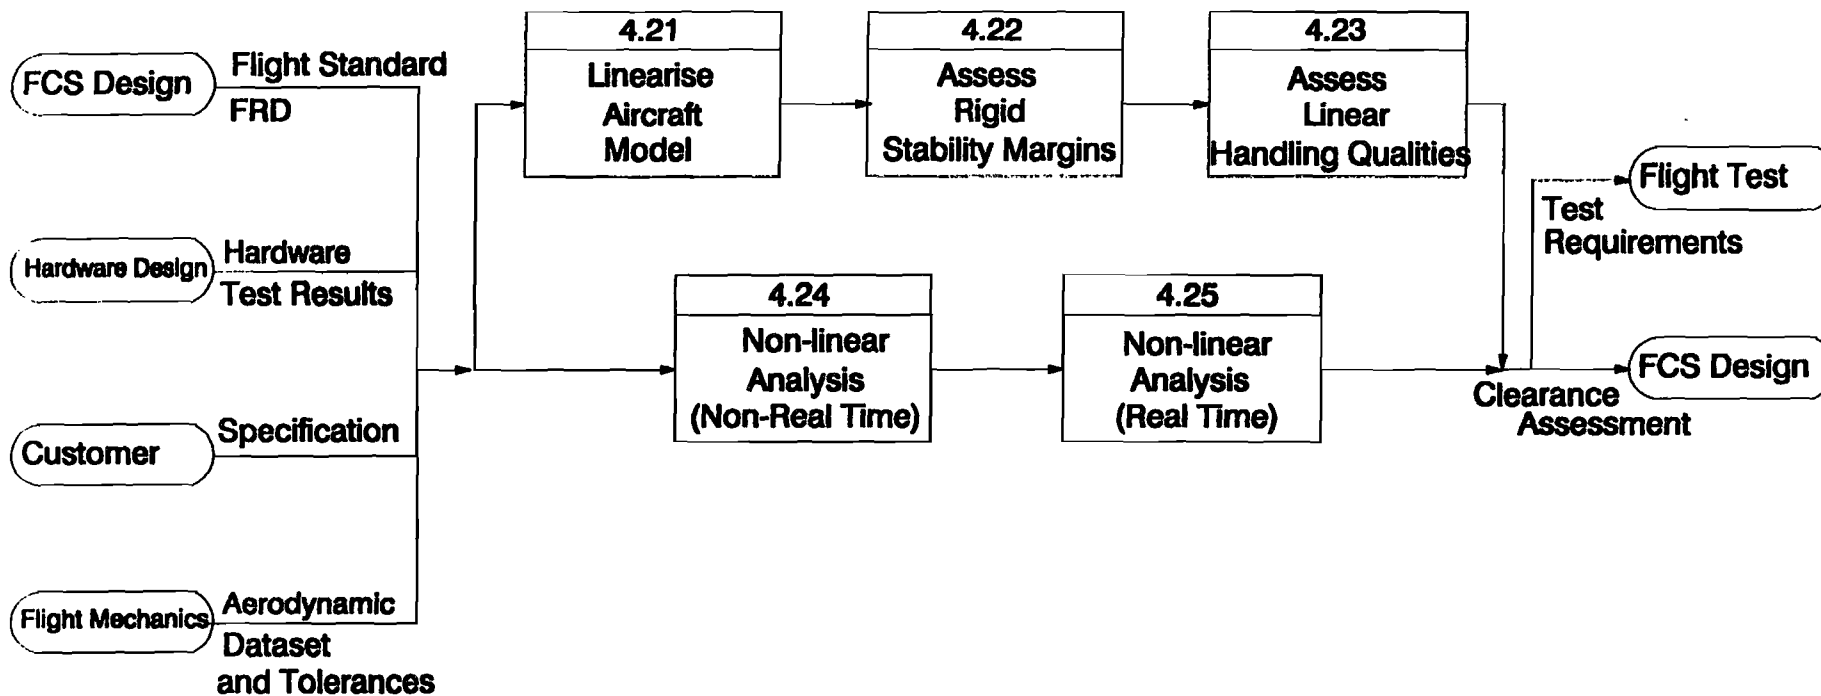 FCS Design
Flight Standard
FRD
Hardware Design
Hardware
Test Results
Customer
Specification
Flight Mechanics
Aerodynamic
Dataset
and Tolerances
4.21
Linearise
Aircraft
Model
4.22
Assess
Rigid
Stability Margins
4.23
Assess
Linear
Handling Qualities
4.24
Non-linear
Analysis
(Non-Real Time)
4.25
Non-linear
Analysis
(Real Time)
Flight Test
Test
Requirements
FCS Design
Clearance
Assessment